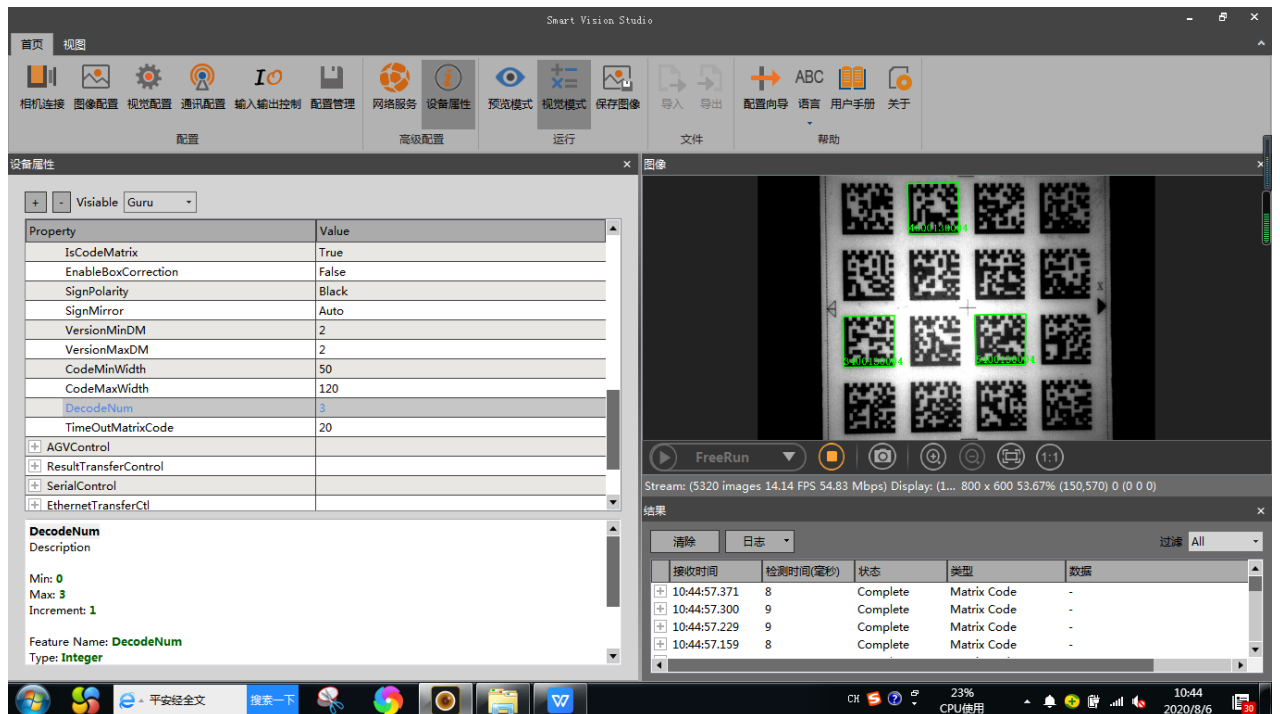 Smart Vision Studio
首页 视图
相机连接 图像配置 视觉配置 通讯配置 输入输出控制 配置管理 网络服务 设备属性 预览模式 视觉模式 保存图像 导入 导出 配置向导 语言 用户手册 关于
IO
ABC
配置 高级配置 运行 文件 帮助
设备属性
+ - Visiable Guru
Property Value
IsCodeMatrix True
EnableBoxCorrection False
SignPolarity Black
SignMirror Auto
VersionMinDM 2
VersionMaxDM 2
CodeMinWidth 50
CodeMaxWidth 120
DecodeNum 3
TimeOutMatrixCode 20
AGVControl
ResultTransferControl
SerialControl
EthernetTransferCtl
DecodeNum
Description
Min: 0
Max: 3
Increment: 1
Feature Name: DecodeNum
Type: Integer
图像
X
FreeRun
1:1
Stream: (5320 images 14.14 FPS 54.83 Mbps) Display: (1... 800 x 600 53.67% (150,570) 0 (0 0 0)
结果
清除 日志 过滤 All
接收时间 检测时间(毫秒) 状态 类型 数据
10:44:57.371 8 Complete Matrix Code -
10:44:57.300 9 Complete Matrix Code -
10:44:57.229 9 Complete Matrix Code -
10:44:57.159 8 Complete Matrix Code -
平安经全文 搜索一下
CH
23%
CPU使用
10:44
2020/8/6
30